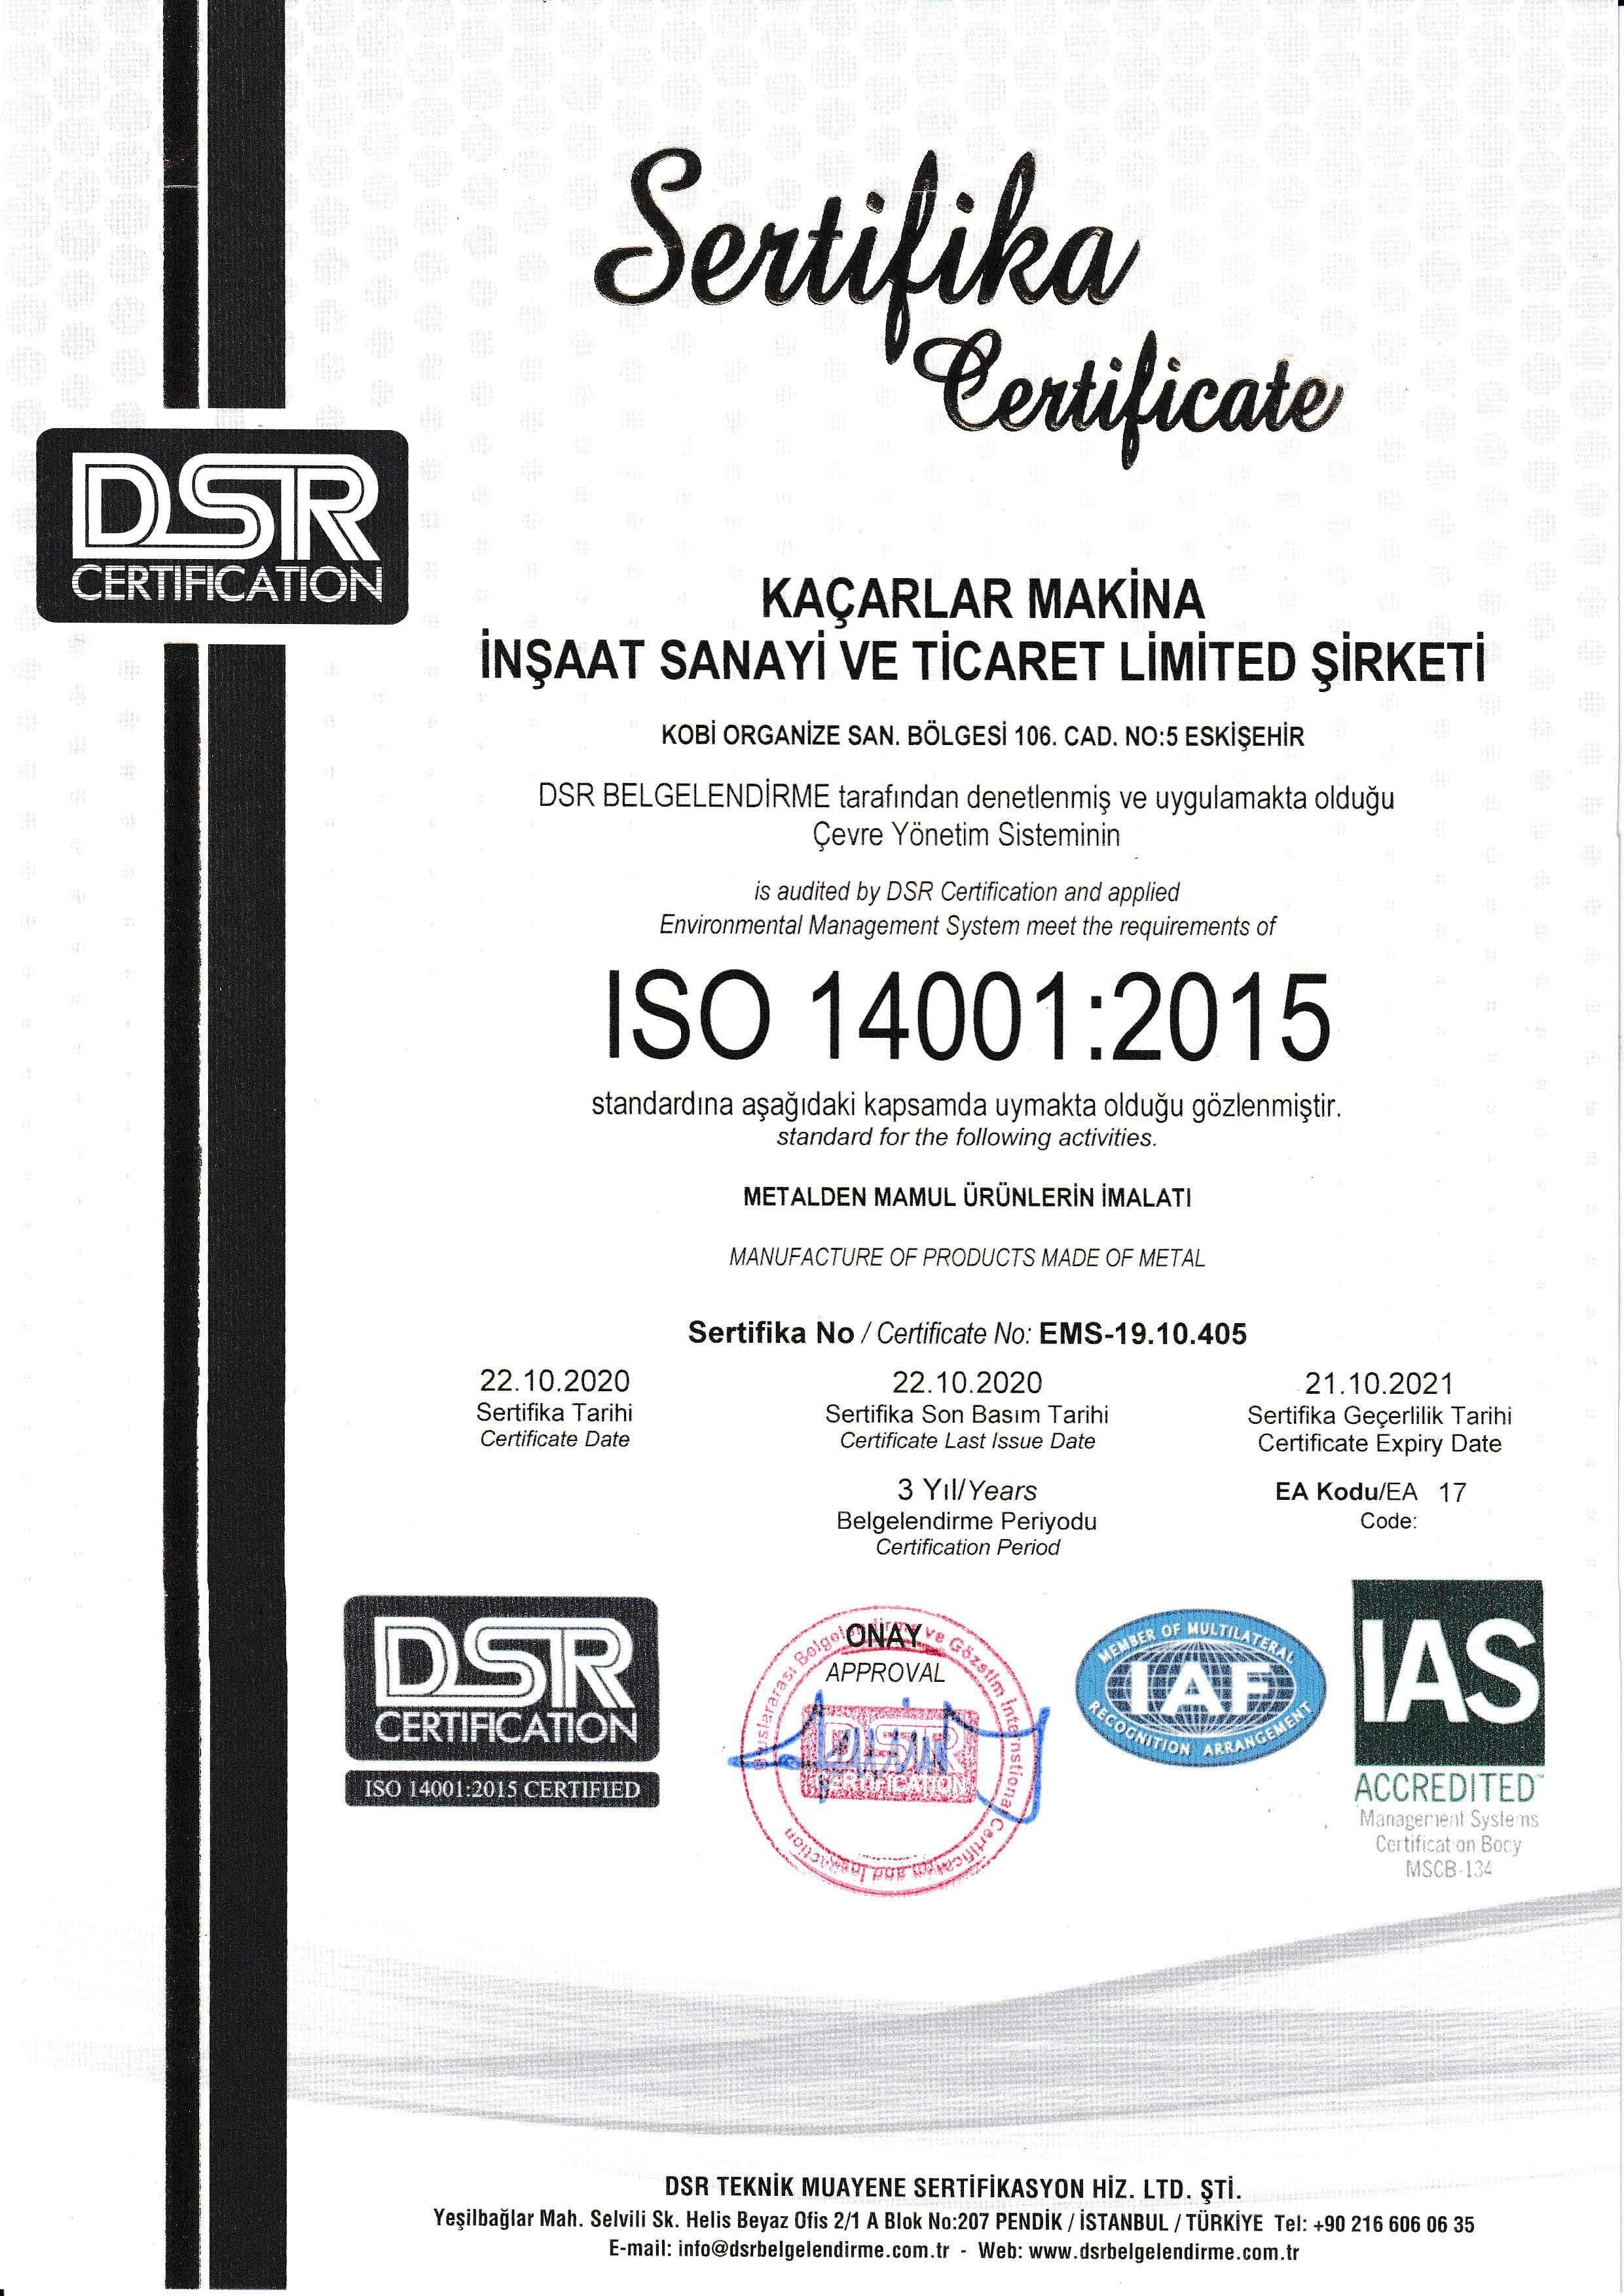 Sertifika
Certificate
DSR
CERTIFICATION
KAÇARLAR MAKİNA
İNŞAAT SANAYİ VE TİCARET LİMİTED ŞİRKETİ
KOBİ ORGANİZE SAN. BÖLGESİ 106. CAD. NO:5 ESKİŞEHİR
DSR BELGELENDİRME tarafından denetlenmiş ve uygulamakta olduğu
Çevre Yönetim Sisteminin
is audited by DSR Certification and applied
Environmental Management System meet the requirements of
ISO 14001:2015
standardına aşağıdaki kapsamda uymakta olduğu gözlenmiştir.
standard for the following activities.
METALDEN MAMUL ÜRÜNLERİN İMALATI
MANUFACTURE OF PRODUCTS MADE OF METAL
Sertifika No / Certificate No: EMS-19.10.405
22.10.2020
Sertifika Tarihi
Certificate Date
22.10.2020
Sertifika Son Basım Tarihi
Certificate Last Issue Date
21.10.2021
Sertifika Geçerlilik Tarihi
Certificate Expiry Date
3 Yıl/Years
Belgelendirme Periyodu
Certification Period
EA Kodu/EA 17
Code:
DSR
CERTIFICATION
ISO 14001:2015 CERTIFIED
ONAY
APPROVAL
ve Gözetim International Certification and
DSR
CERTIFICATION
MEMBER OF MULTILATERAL
IAF
RECOGNITION ARRANGEMENT
IAS
ACCREDITED™
Management Systems
Certification Body
MSCB-134
DSR TEKNİK MUAYENE SERTİFİKASYON HİZ. LTD. ŞTİ.
Yeşilbağlar Mah. Selvili Sk. Helis Beyaz Ofis 2/1 A Blok No:207 PENDİK / İSTANBUL / TÜRKİYE Tel: +90 216 606 06 35
E-mail: info@dsrbelgelendirme.com.tr - Web: www.dsrbelgelendirme.com.tr